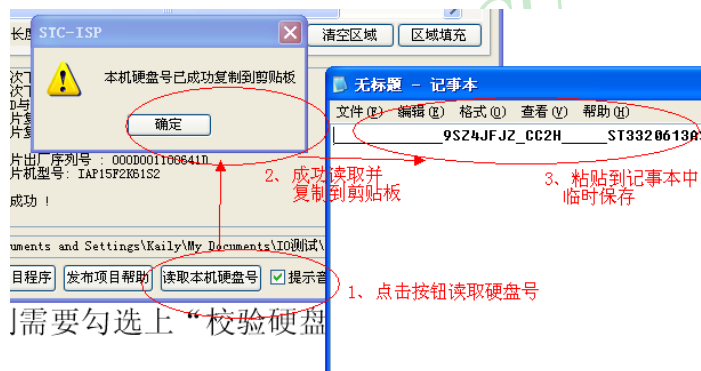 长度
STC-ISP
清空区域
区域填充
本机硬盘号已成功复制到剪贴板
确定
无标题 - 记事本
文件(F) 编辑(E) 格式(O) 查看(V) 帮助(H)
9SZ4JFJZ_CC2H_____ST3320613AS
片出厂序列号 : 000D001100641D
片机型号: IAP15F2K61S2
成功 !
2、成功读取并
复制到剪贴板
3、粘贴到记事本中
临时保存
uments and Settings\Kaily\My Documents\IO测试\
目程序
发布项目帮助
读取本机硬盘号
提示音
1、点击按钮读取硬盘号
需要勾选上“校验硬盘